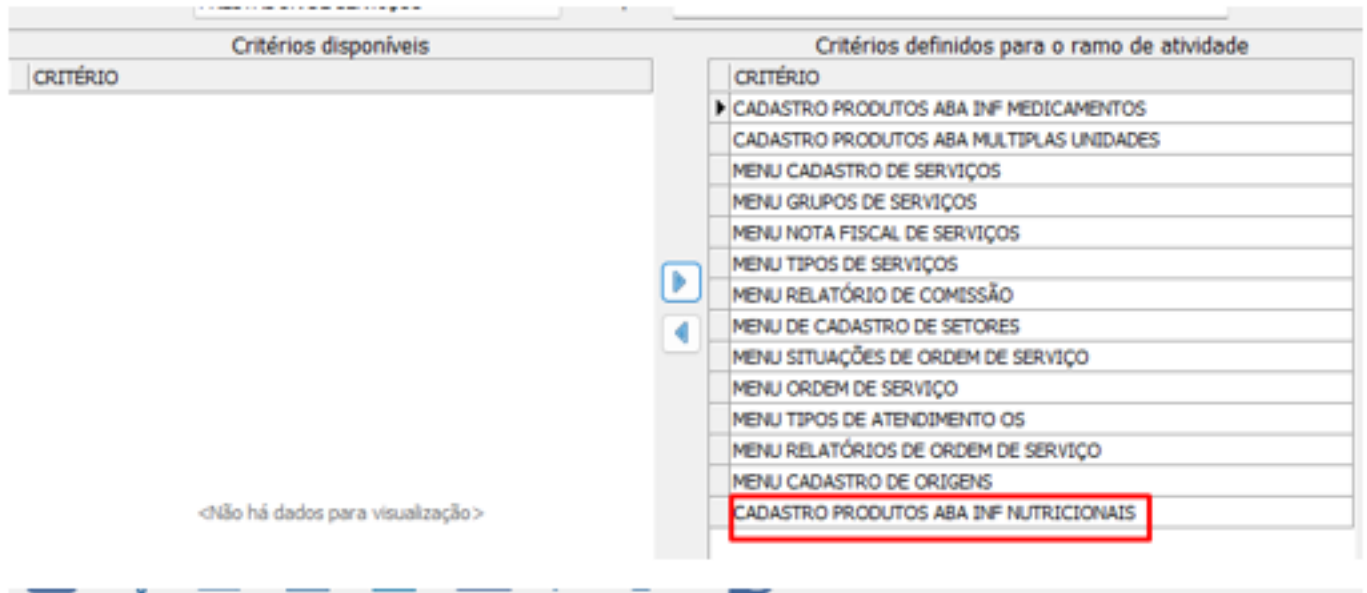 Critérios disponíveis
CRITÉRIO
<Não há dados para visualização>
Critérios definidos para o ramo de atividade
CRITÉRIO
CADASTRO PRODUTOS ABA INF MEDICAMENTOS
CADASTRO PRODUTOS ABA MULTIPLAS UNIDADES
MENU CADASTRO DE SERVIÇOS
MENU GRUPOS DE SERVIÇOS
MENU NOTA FISCAL DE SERVIÇOS
MENU TIPOS DE SERVIÇOS
MENU RELATÓRIO DE COMISSÃO
MENU DE CADASTRO DE SETORES
MENU SITUAÇÕES DE ORDEM DE SERVIÇO
MENU ORDEM DE SERVIÇO
MENU TIPOS DE ATENDIMENTO OS
MENU RELATÓRIOS DE ORDEM DE SERVIÇO
MENU CADASTRO DE ORIGENS
CADASTRO PRODUTOS ABA INF NUTRICIONAIS